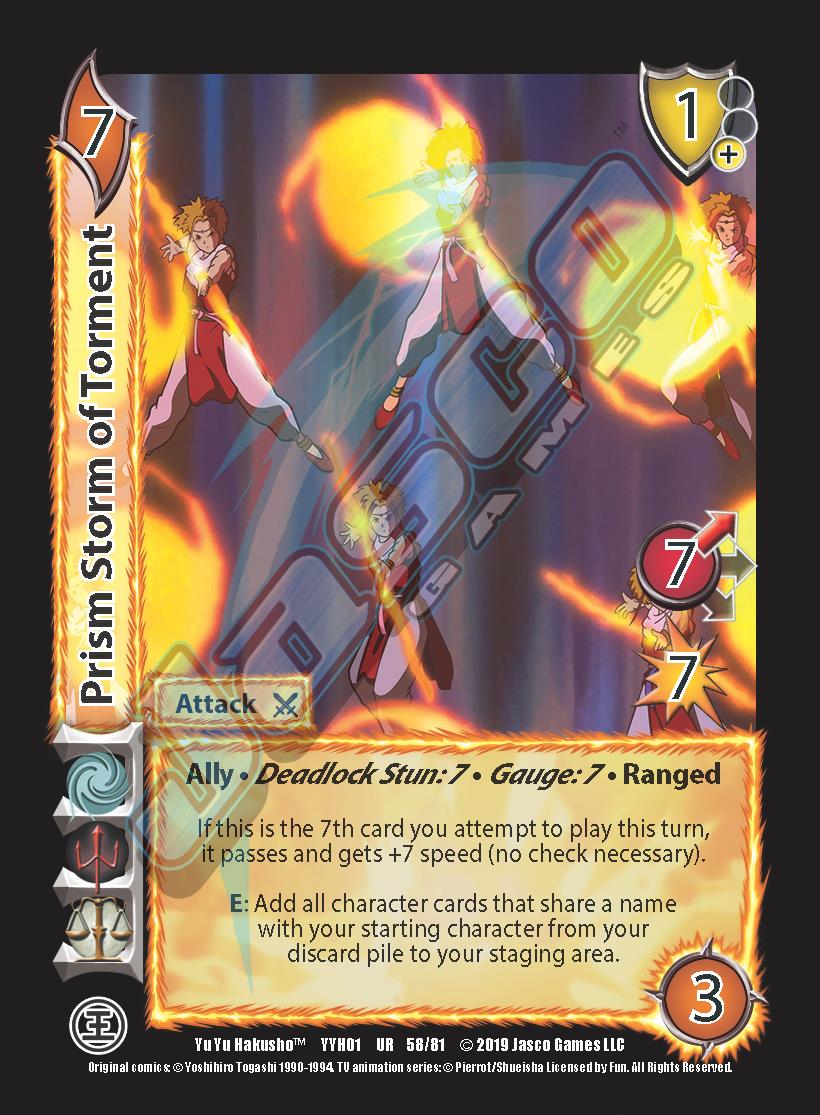 7
1
+
TM
Prism Storm of Torment
JASCO
GAMES
7
7
Attack
Ally • Deadlock Stun: 7 • Gauge: 7 • Ranged
If this is the 7th card you attempt to play this turn,
it passes and gets +7 speed (no check necessary).
E: Add all character cards that share a name
with your starting character from your
discard pile to your staging area.
3
王
Yu Yu Hakusho™ YYH01 UR 58/81 © 2019 Jasco Games LLC
Original comics: © Yoshihiro Togashi 1990-1994. TV animation series: © Pierrot/Shueisha Licensed by Fun. All Rights Reserved.